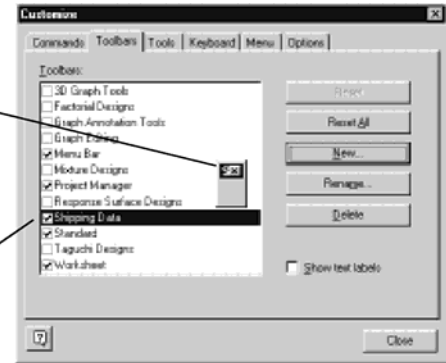 Customize
Commands Toolbars Tools Keyboard Menu Options
Toolbars:
3D Graph Tools
Factorial Designs
Graph Annotation Tools
Graph Editing
Menu Bar
Mixture Designs
Project Manager
Response Surface Designs
Shipping Data
Standard
Taguchi Designs
Worksheet
Reset
Reset All
New...
Rename...
Delete
Show text labels
Close